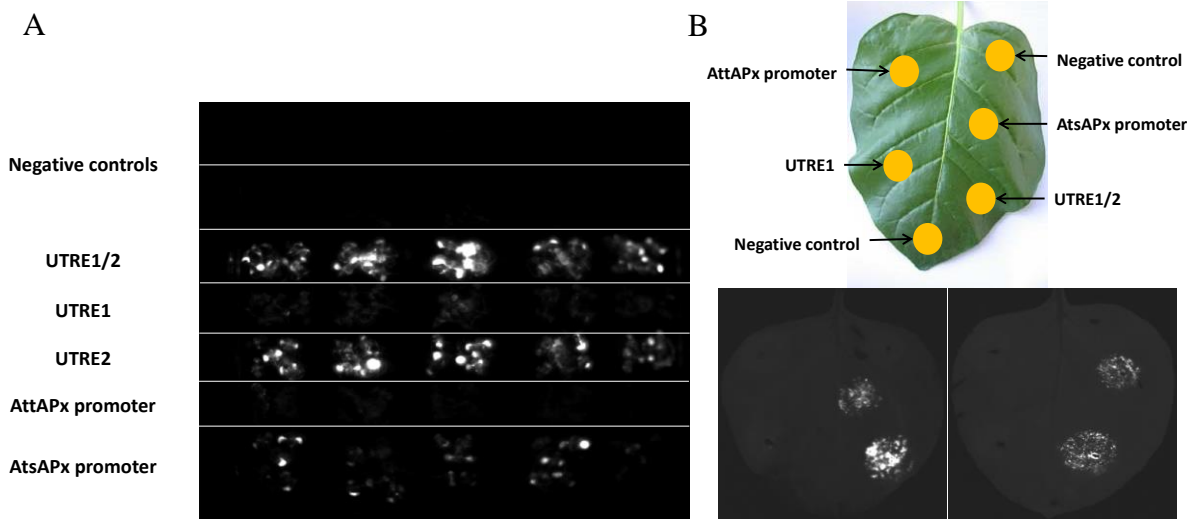 A
Negative controls
UTRE1/2
UTRE1
UTRE2
AttAPx promoter
AtsAPx promoter
B
AttAPx promoter
Negative control
AtsAPx promoter
UTRE1
UTRE1/2
Negative control